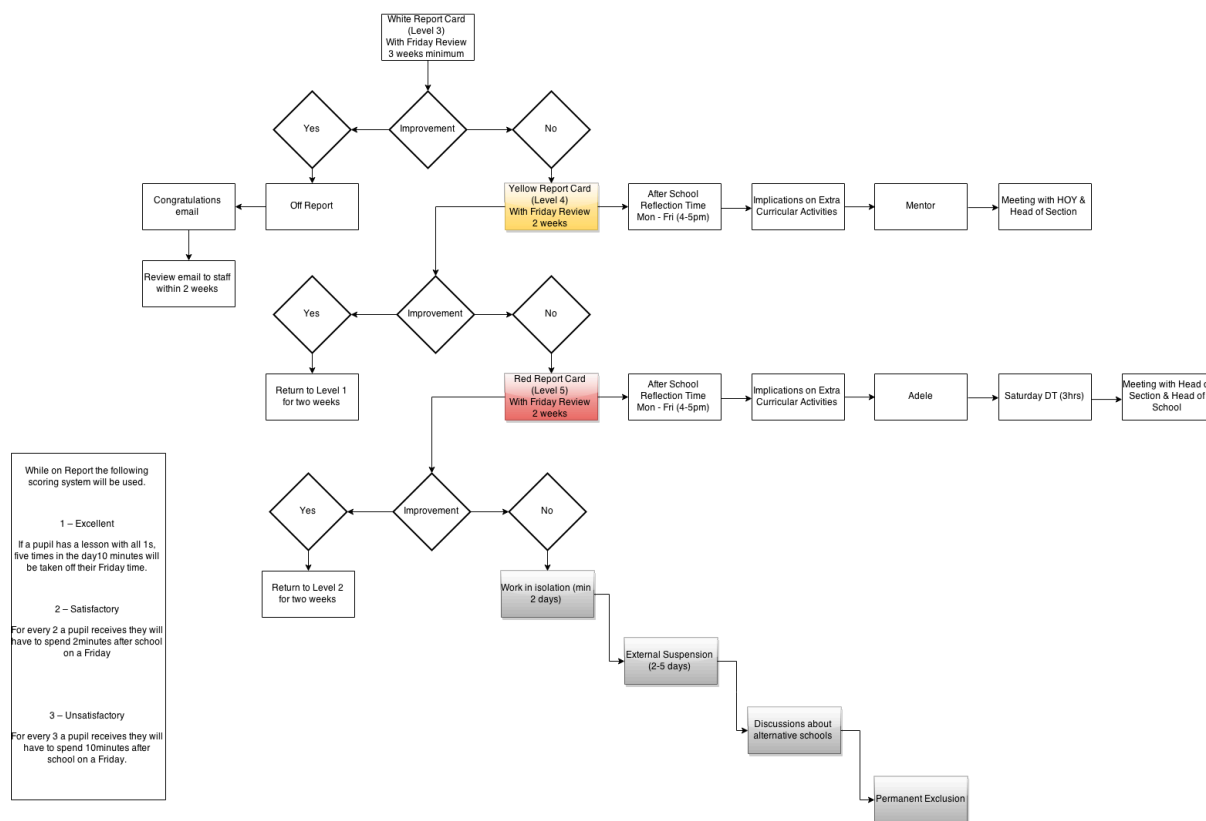 White Report Card
(Level 3)
With Friday Review
3 weeks minimum
Yes
Improvement
No
Congratulations
email
Off Report
Yellow Report Card
(Level 4)
With Friday Review
2 weeks
After School
Reflection Time
Mon - Fri (4-5pm)
Implications on Extra
Curricular Activities
Mentor
Meeting with HOY &
Head of Section
Review email to staff
within 2 weeks
Yes
Improvement
No
Return to Level 1
for two weeks
Red Report Card
(Level 5)
With Friday Review
2 weeks
After School
Reflection Time
Mon - Fri (4-5pm)
Implications on Extra
Curricular Activities
Adele
Saturday DT (3hrs)
Meeting with Head o
Section & Head of
School
While on Report the following
scoring system will be used.
1 – Excellent
If a pupil has a lesson with all 1s,
five times in the day10 minutes will
be taken off their Friday time.
2 – Satisfactory
For every 2 a pupil receives they will
have to spend 2minutes after school
on a Friday
3 – Unsatisfactory
For every 3 a pupil receives they will
have to spend 10minutes after
school on a Friday.
Yes
Improvement
No
Return to Level 2
for two weeks
Work in isolation (min
2 days)
External Suspension
(2-5 days)
Discussions about
alternative schools
Permanent Exclusion